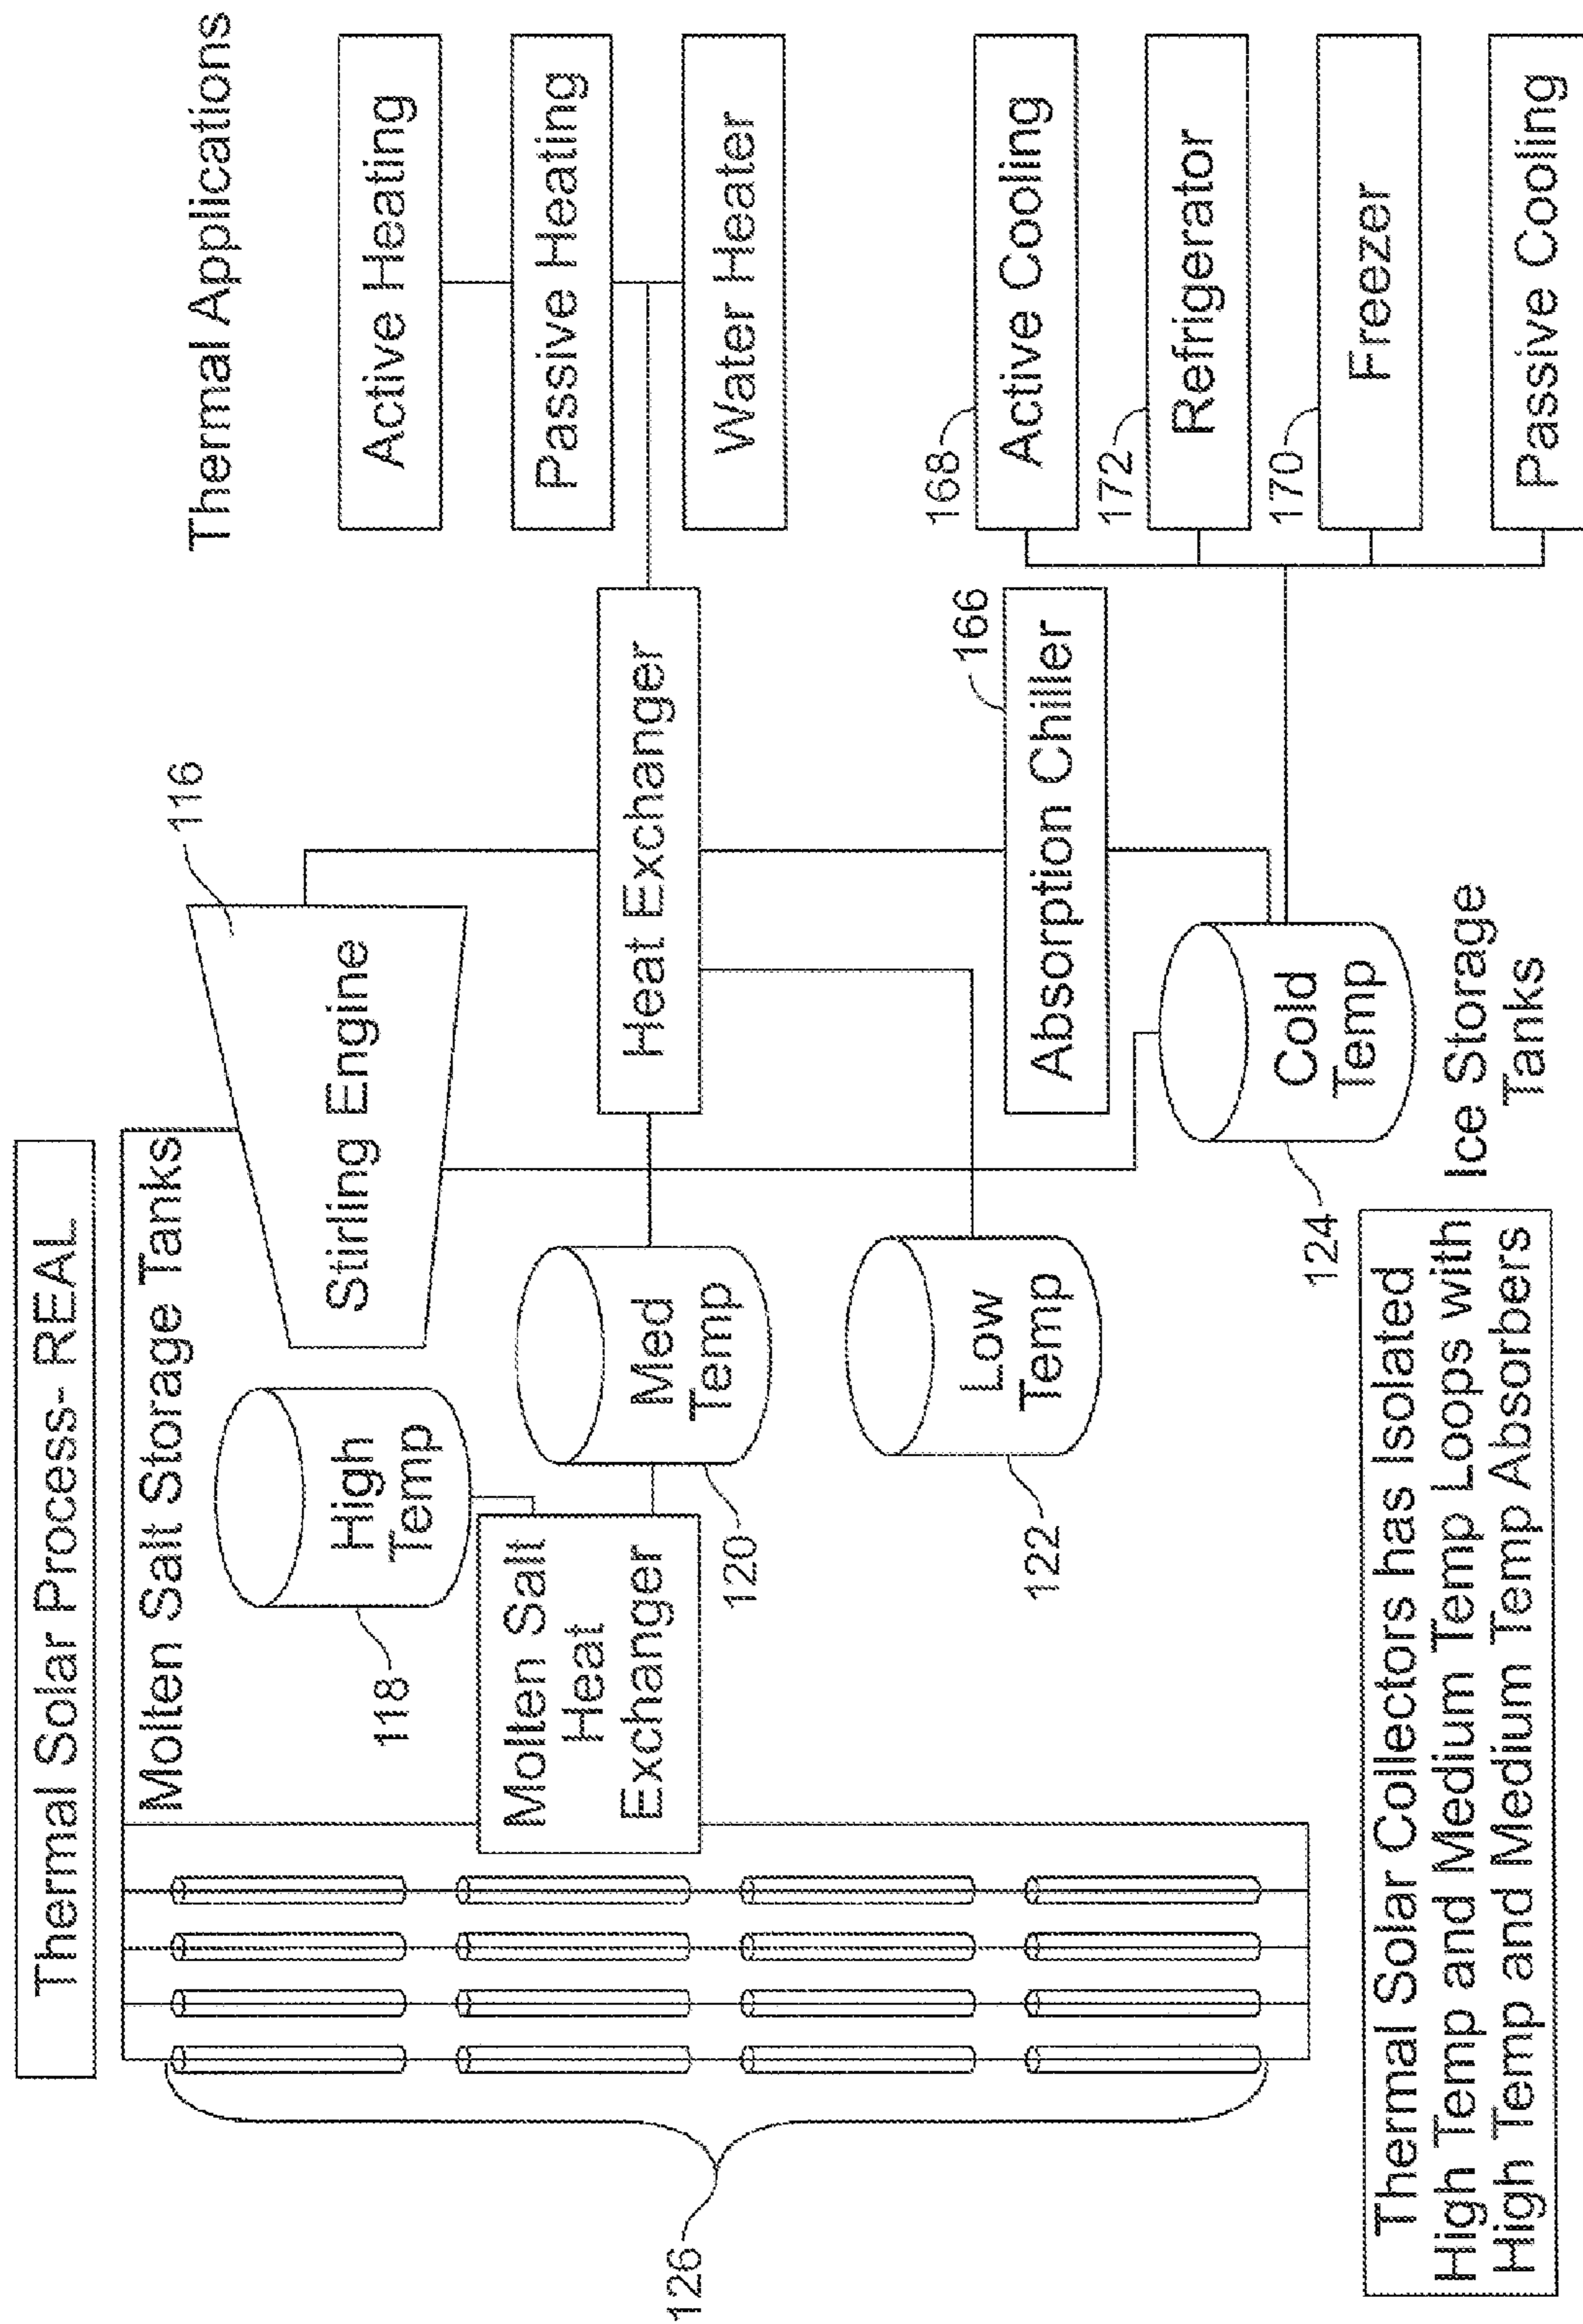 Thermal Solar Process- REAL
Molten Salt Storage Tanks
Thermal Applications
126
118
High
Temp
Molten Salt
Heat
Exchanger
120
Med
Temp
122
Low
Temp
116
Stirling Engine
Heat Exchanger
166
Absorption Chiller
124
Cold
Temp
Ice Storage
Tanks
Active Heating
Passive Heating
Water Heater
168
Active Cooling
172
Refrigerator
170
Freezer
Passive Cooling
Thermal Solar Collectors has Isolated
High Temp and Medium Temp Loops with
High Temp and Medium Temp Absorbers